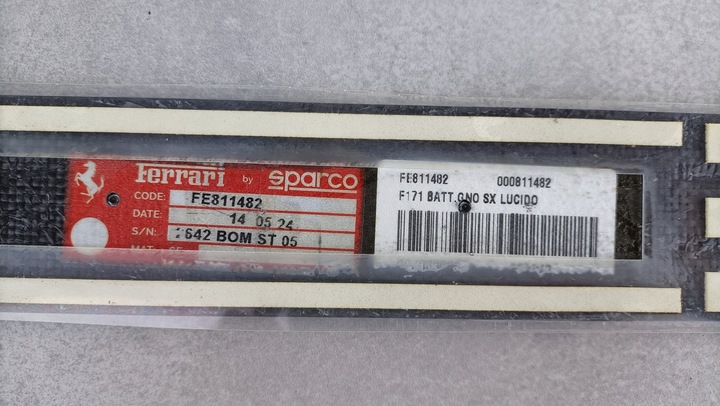 Ferrari by sparco
CODE: FE811482
DATE: 14 05 24
S/N: 1642 BOM ST 05
FE811482 000811482
F171 BATT.GNO SX LUCIDO